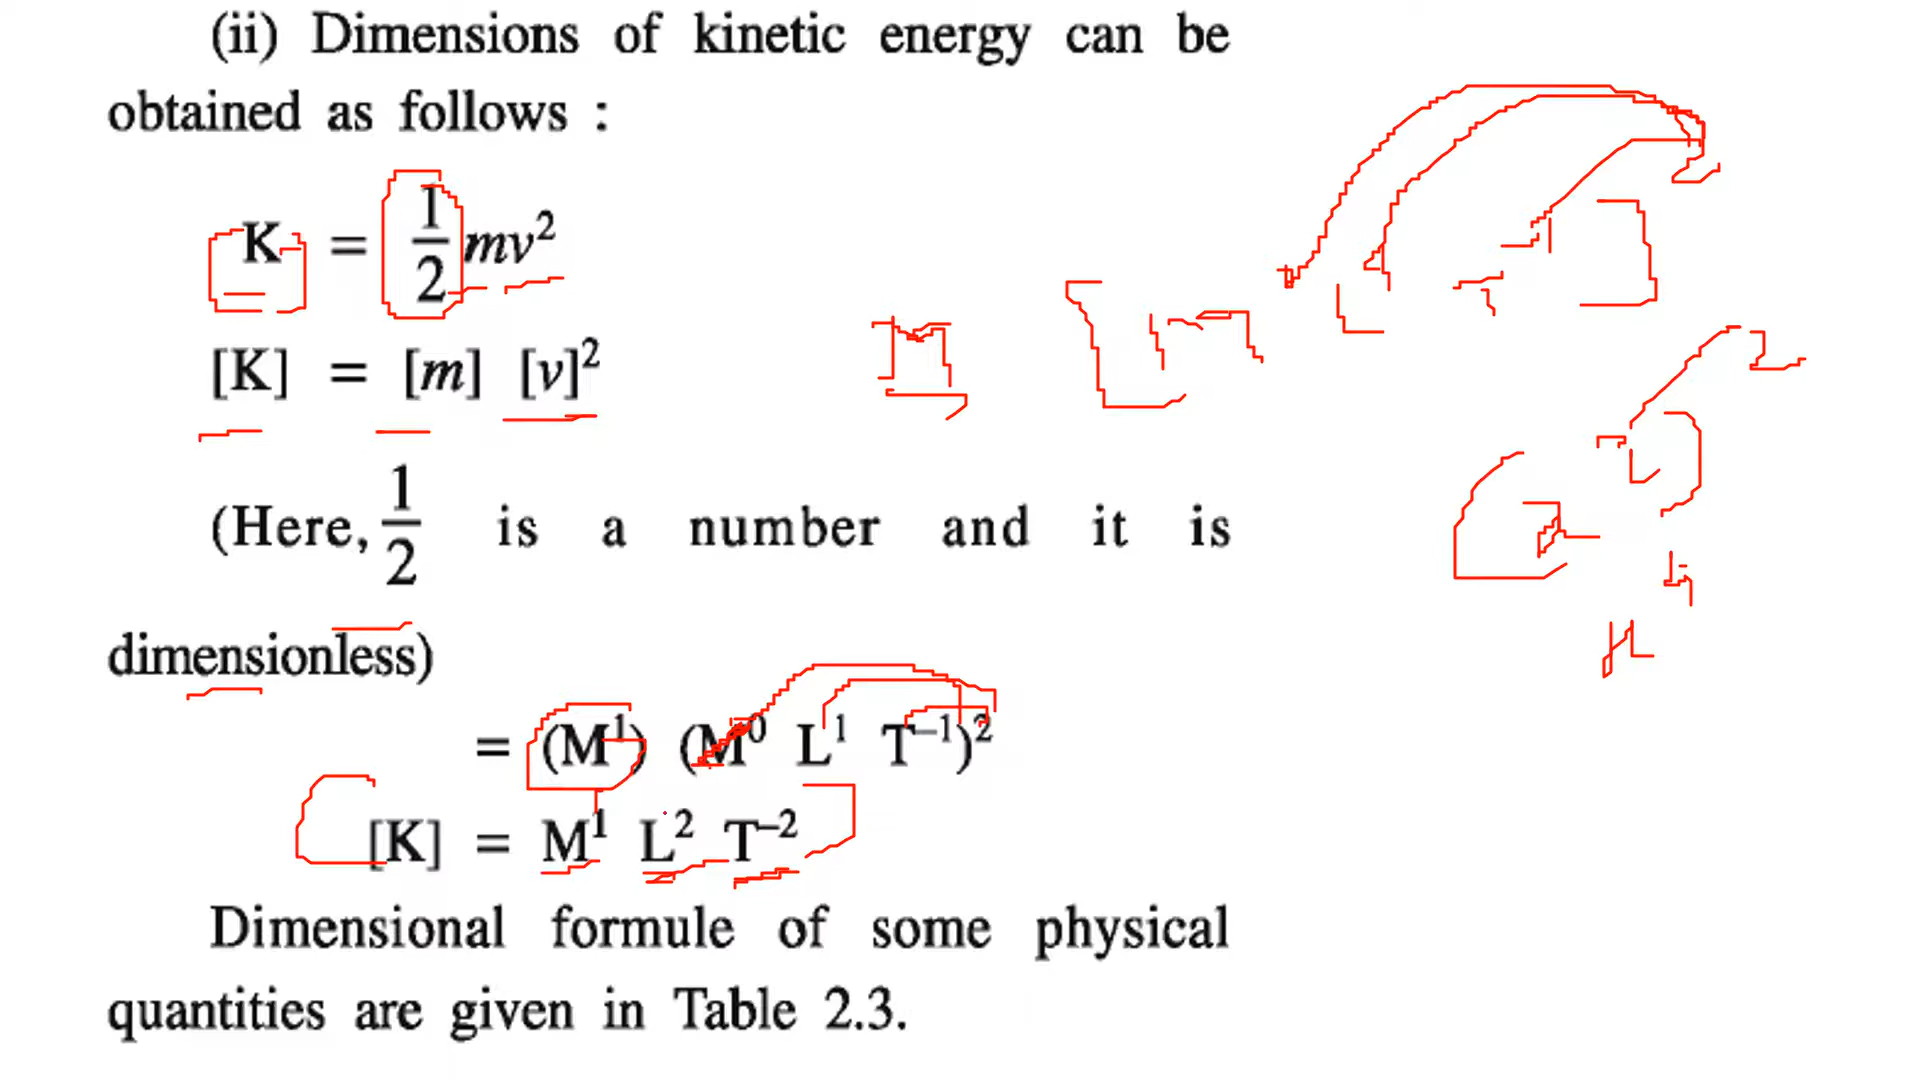 (ii) Dimensions of kinetic energy can be
obtained as follows :
K = 1/2 mv²
[K] = [m] [v]²
(Here, 1/2 is a number and it is
dimensionless)
= (M¹) (M⁰ L¹ T⁻¹)²
[K] = M¹ L² T⁻²
Dimensional formule of some physical
quantities are given in Table 2.3.